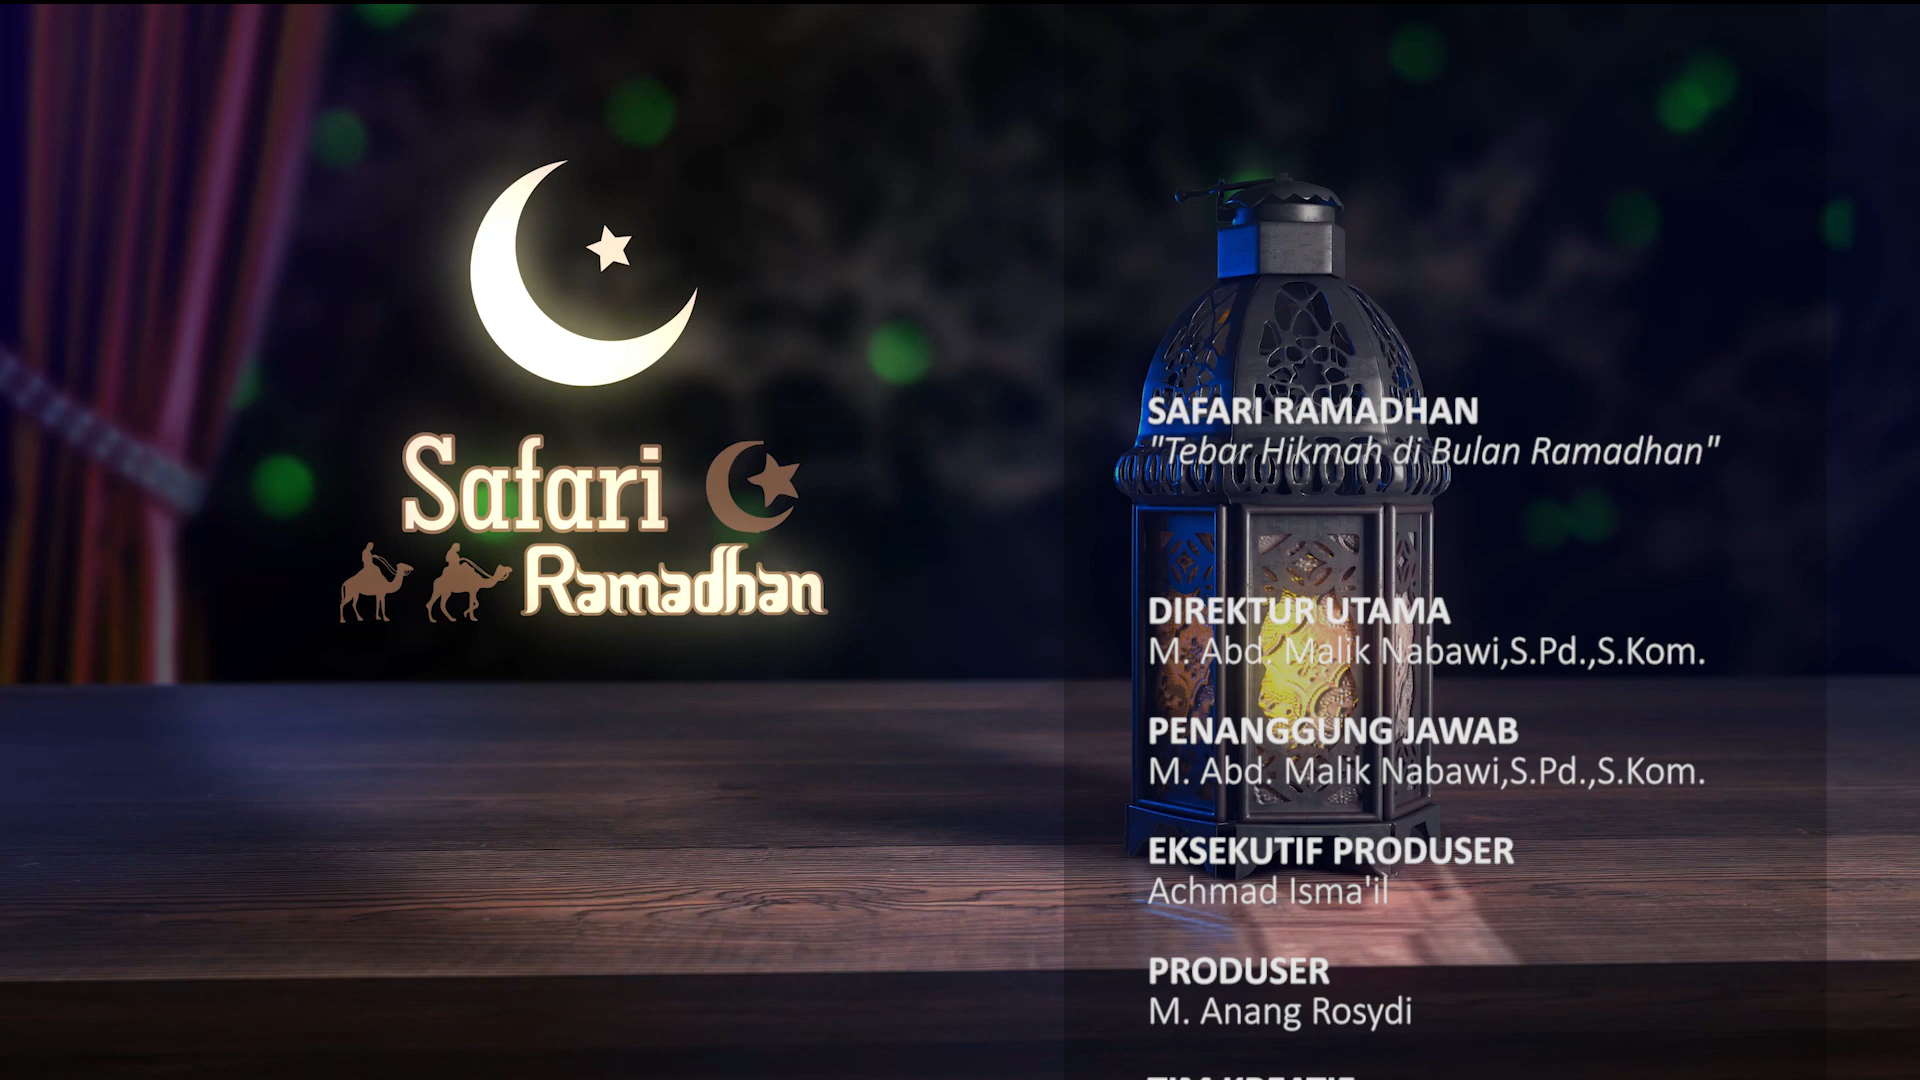 Safari
Ramadhan
SAFARI RAMADHAN
"Tebar Hikmah di Bulan Ramadhan"
DIREKTUR UTAMA
M. Abd. Malik Nabawi,S.Pd.,S.Kom.
PENANGGUNG JAWAB
M. Abd. Malik Nabawi,S.Pd.,S.Kom.
EKSEKUTIF PRODUSER
Achmad Isma'il
PRODUSER
M. Anang Rosydi